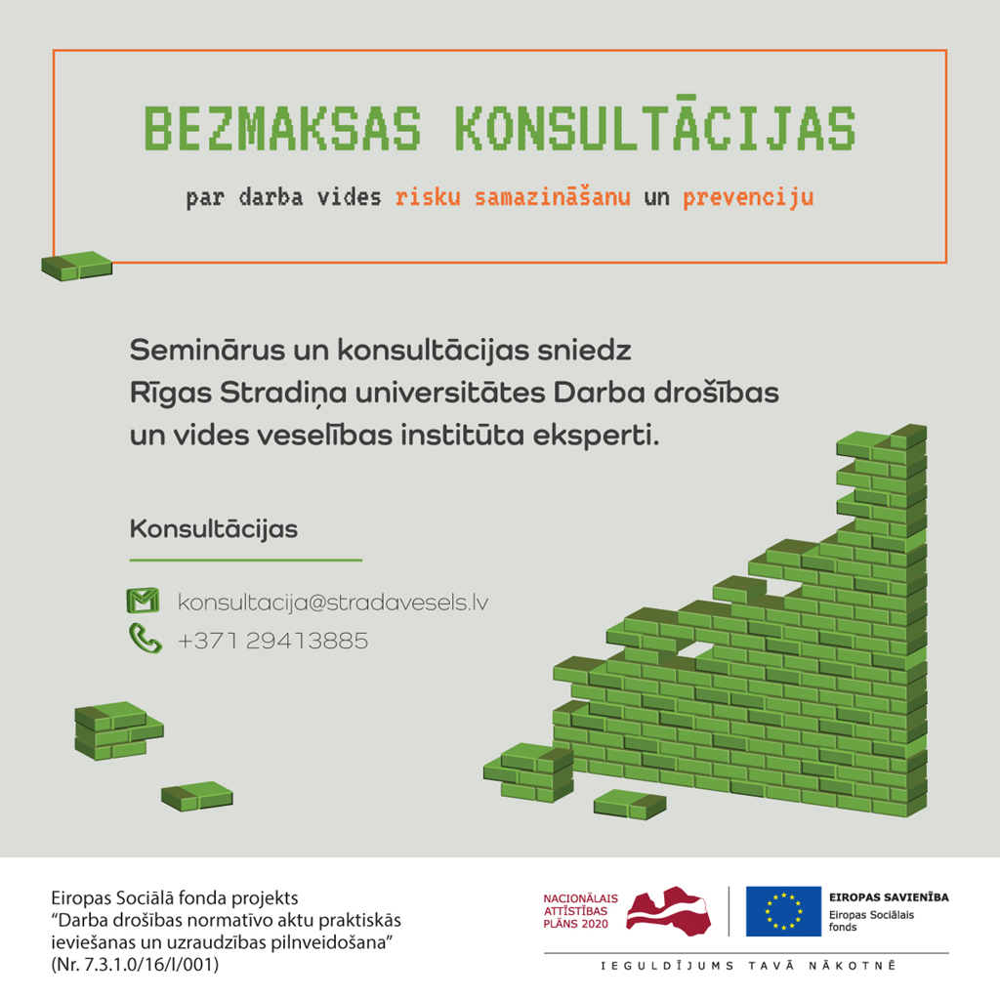 BEZMAKSAS KONSULTĀCIJAS
par darba vides risku samazināšanu un prevenciju
Seminārus un konsultācijas sniedz
Rīgas Stradiņa universitātes Darba drošības
un vides veselības institūta eksperti.
Konsultācijas
konsultacija@stradavesels.lv
+371 29413885
Eiropas Sociālā fonda projekts
“Darba drošības normatīvo aktu praktiskās
ieviešanas un uzraudzības pilnveidošana”
(Nr. 7.3.1.0/16/I/001)
NACIONĀLAIS
ATTĪSTĪBAS
PLĀNS 2020
EIROPAS SAVIENĪBA
Eiropas Sociālais
fonds
IEGULDĪJUMS TAVĀ NĀKOTNĒ